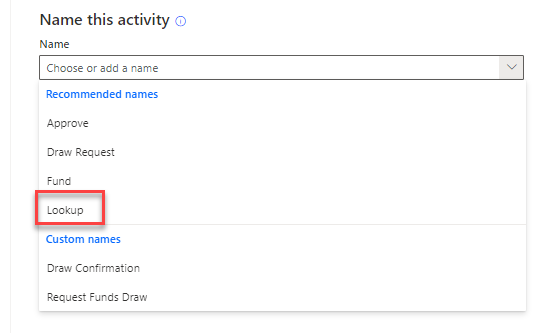 Name this activity
Name
Choose or add a name
Recommended names
Approve
Draw Request
Fund
Lookup
Custom names
Draw Confirmation
Request Funds Draw